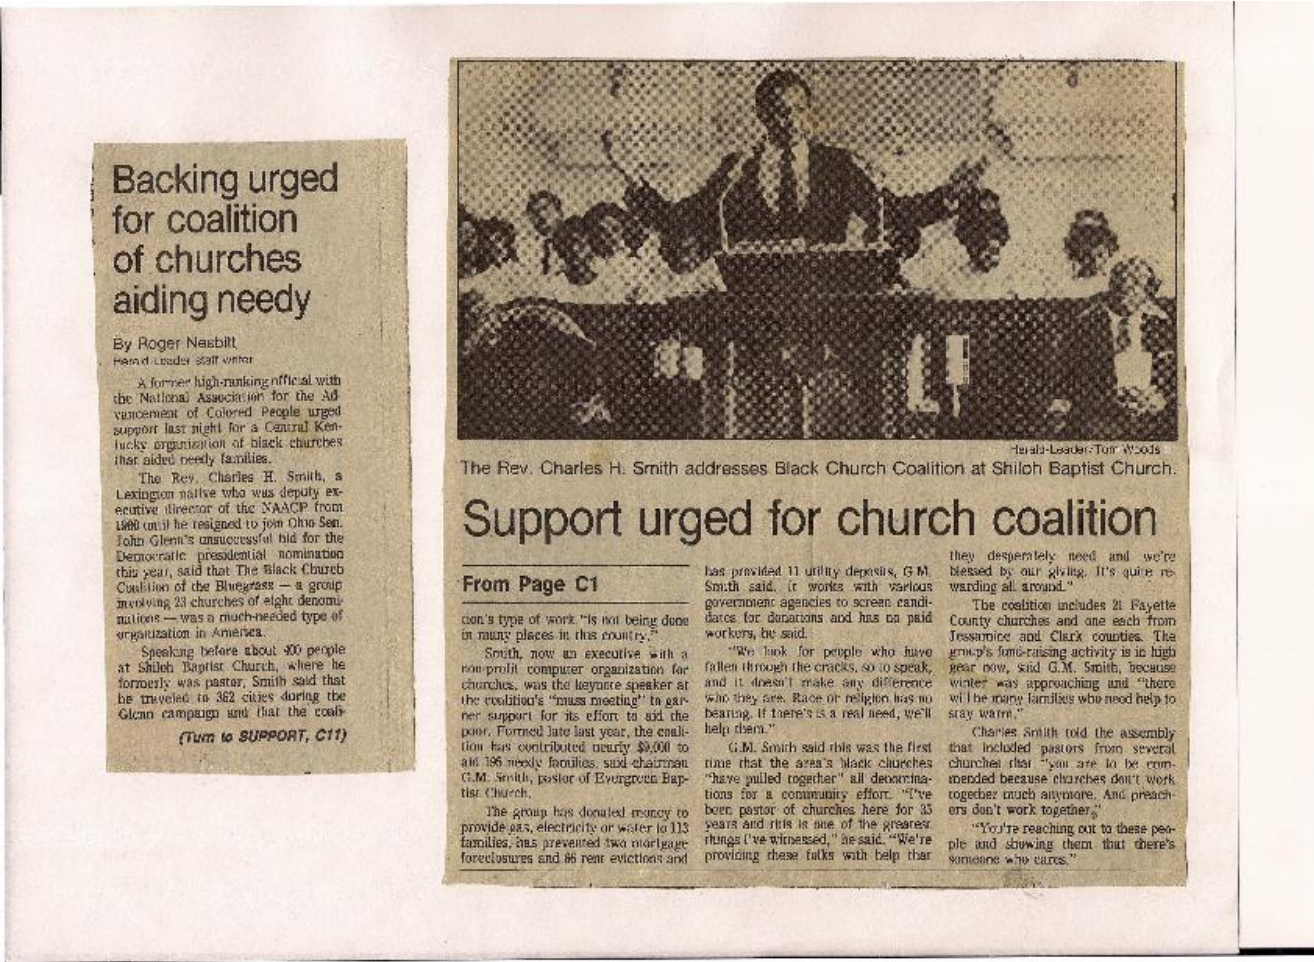 Backing urged
for coalition
of churches
aiding needy
By Roger Nesbitt
Herald-Leader staff writer
A former high-ranking official with
the National Association for the Ad-
vancement of Colored People urged
support last night for a Central Ken-
tucky organization of black churches
that aided needy families.
The Rev. Charles H. Smith, a
Lexington native who was deputy ex-
ecutive director of the NAACP from
1980 until he resigned to join Ohio Sen.
John Glenn's unsuccessful bid for the
Democratic presidential nomination
this year, said that The Black Church
Coalition of the Bluegrass — a group
involving 23 churches of eight denomi-
nations — was a much-needed type of
organization in America.
Speaking before about 400 people
at Shiloh Baptist Church, where he
formerly was pastor, Smith said that
he traveled to 362 cities during the
Glenn campaign and that the coali-
(Turn to SUPPORT, C11)
Herald-Leader/Tom Woods
The Rev. Charles H. Smith addresses Black Church Coalition at Shiloh Baptist Church.
Support urged for church coalition
From Page C1
tion's type of work "is not being done
in many places in this country."
Smith, now an executive with a
non-profit computer organization for
churches, was the keynote speaker at
the coalition's "mass meeting" to gar-
ner support for its effort to aid the
poor. Formed late last year, the coali-
tion has contributed nearly $9,000 to
aid 196 needy families, said chairman
G.M. Smith, pastor of Evergreen Bap-
tist Church.
The group has donated money to
provide gas, electricity or water to 113
families, has prevented two mortgage
foreclosures and 66 rent evictions and
has provided 11 utility deposits, G.M.
Smith said. It works with various
government agencies to screen candi-
dates for donations and has no paid
workers, he said.
"We look for people who have
fallen through the cracks, so to speak,
and it doesn't make any difference
who they are. Race or religion has no
bearing. If there's is a real need, we'll
help them."
G.M. Smith said this was the first
time that the area's black churches
"have pulled together" all denomina-
tions for a community effort. "I've
been pastor of churches here for 35
years and this is one of the greatest
things I've witnessed," he said. "We're
providing these folks with help that
they desperately need and we're
blessed by our giving. It's quite re-
warding all around."
The coalition includes 21 Fayette
County churches and one each from
Jessamine and Clark counties. The
group's fund-raising activity is in high
gear now, said G.M. Smith, because
winter was approaching and "there
will be many families who need help to
stay warm."
Charles Smith told the assembly
that included pastors from several
churches that "you are to be com-
mended because churches don't work
together much anymore. And preach-
ers don't work together."
"You're reaching out to these peo-
ple and showing them that there's
someone who cares."